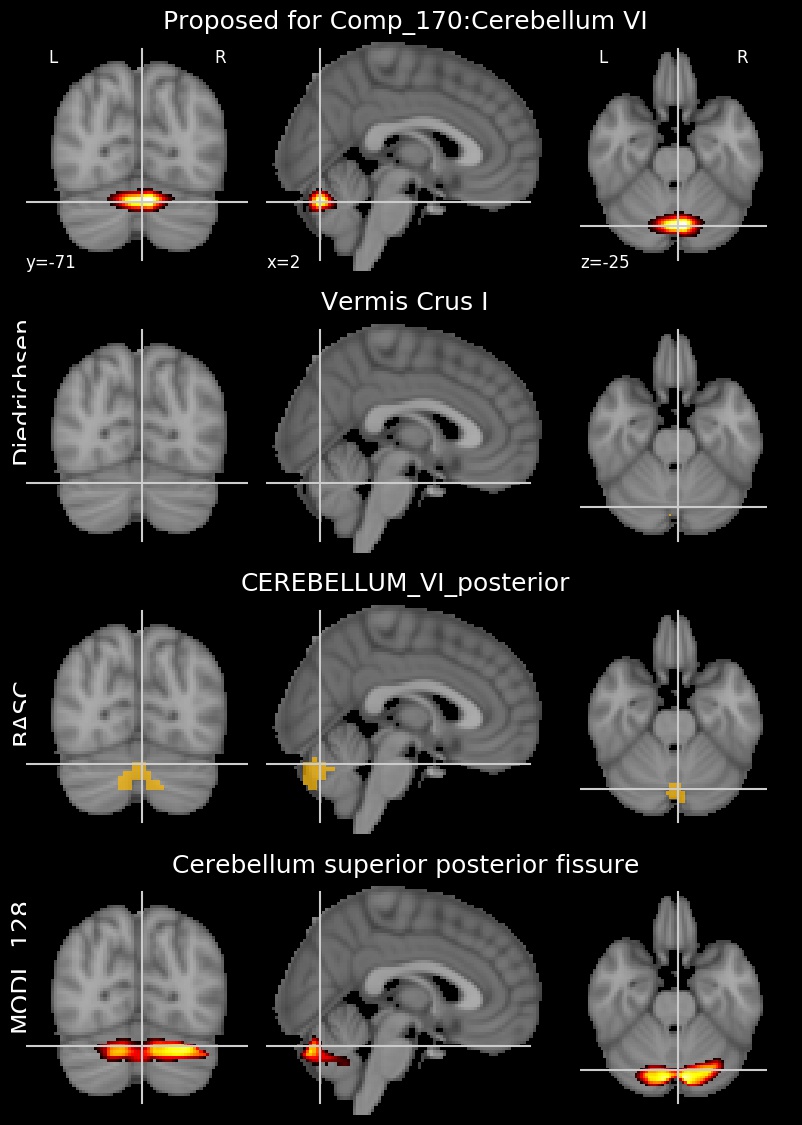 Proposed for Comp_170:Cerebellum VI
L R L R
y=-71 x=2 z=-25
Vermis Crus I
Diedrichsen
CEREBELLUM_VI_posterior
BASC
Cerebellum superior posterior fissure
MODL 128